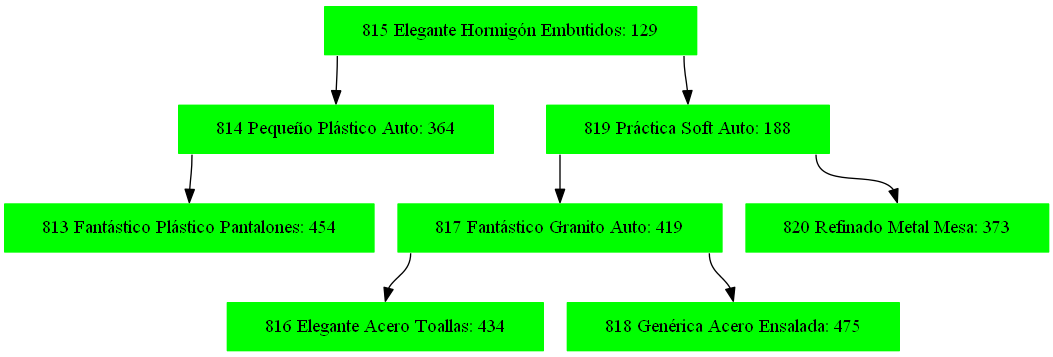 815 Elegante Hormigón Embutidos: 129
814 Pequeño Plástico Auto: 364
819 Práctica Soft Auto: 188
813 Fantástico Plástico Pantalones: 454
817 Fantástico Granito Auto: 419
820 Refinado Metal Mesa: 373
816 Elegante Acero Toallas: 434
818 Genérica Acero Ensalada: 475